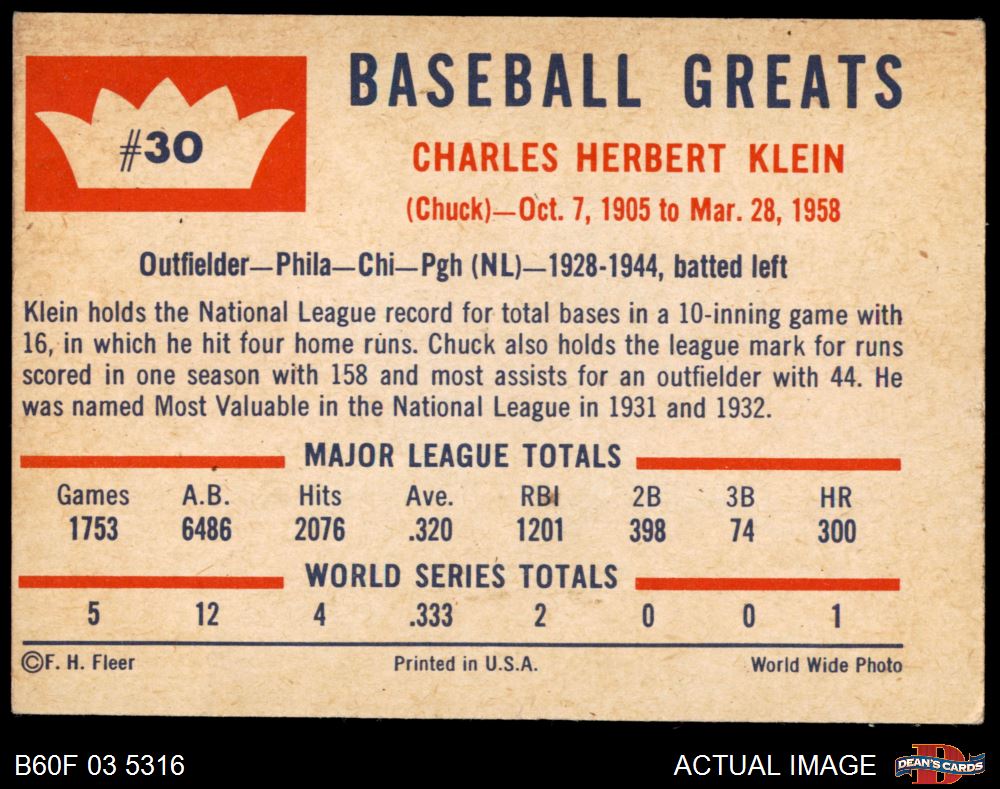 #30
BASEBALL GREATS
CHARLES HERBERT KLEIN
(Chuck)—Oct. 7, 1905 to Mar. 28, 1958
Outfielder—Phila—Chi—Pgh (NL)—1928-1944, batted left
Klein holds the National League record for total bases in a 10-inning game with
16, in which he hit four home runs. Chuck also holds the league mark for runs
scored in one season with 158 and most assists for an outfielder with 44. He
was named Most Valuable in the National League in 1931 and 1932.
MAJOR LEAGUE TOTALS
Games A.B. Hits Ave. RBI 2B 3B HR
1753 6486 2076 .320 1201 398 74 300
WORLD SERIES TOTALS
5 12 4 .333 2 0 0 1
©F. H. Fleer Printed in U.S.A. World Wide Photo
B60F 03 5316 ACTUAL IMAGE D DEAN'S CARDS